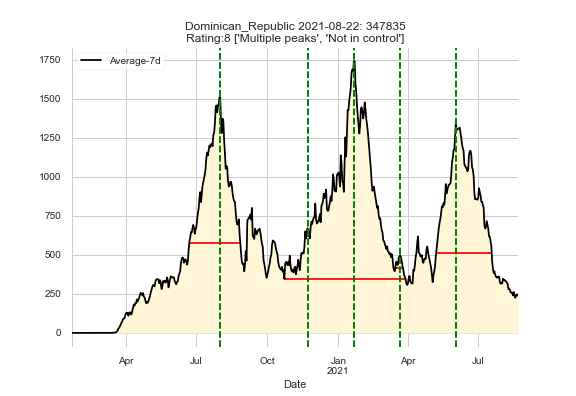 Dominican_Republic 2021-08-22: 347835
Rating:8 ['Multiple peaks', 'Not in control']
Average-7d
1750
1500
1250
1000
750
500
250
0
Apr Jul Oct Jan Apr Jul
2021
Date